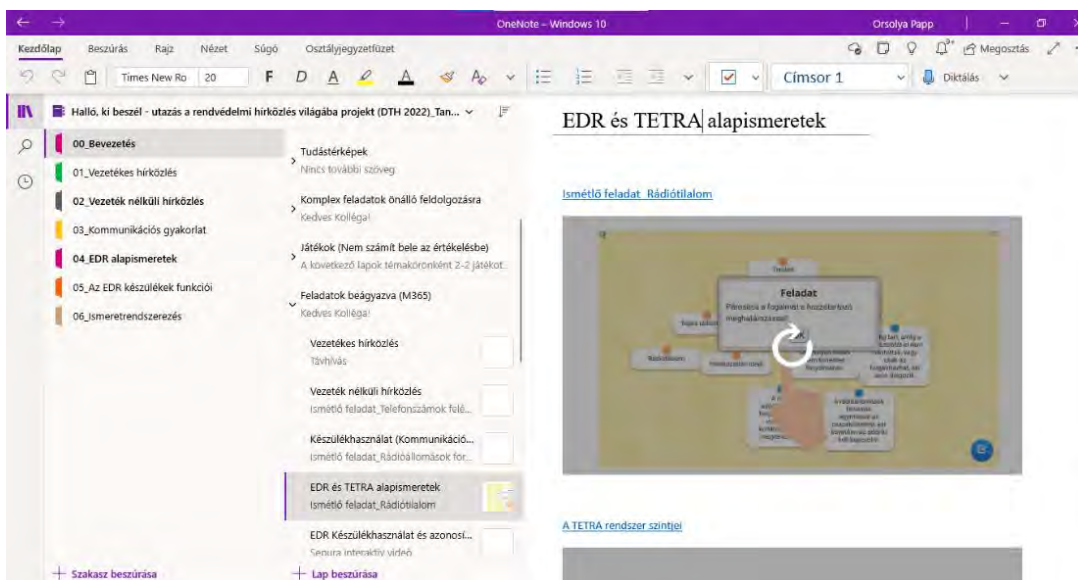 OneNote – Windows 10
Orsolya Papp
Kezdőlap Beszúrás Rajz Nézet Súgó Osztályjegyzetfüzet
9+ Megosztás
Times New Ro 20 F D A A Címsor 1 Diktálás
Halló, ki beszél - utazás a rendvédelmi hírközlés világába projekt (DTH 2022)_Tan...
00_Bevezetés
01_Vezetékes hírközlés
02_Vezeték nélküli hírközlés
03_Kommunikációs gyakorlat
04_EDR alapismeretek
05_Az EDR készülékek funkciói
06_Ismeretrendszerezés
Szakasz beszúrása
Tudástérképek
Nincs további szöveg
Komplex feladatok önálló feldolgozásra
Kedves Kolléga!
Játékok (Nem számít bele az értékelésbe)
A következő lapok témakörönként 2-2 játékot...
Feladatok beágyazva (M365)
Kedves Kolléga!
Vezetékes hírközlés
Távhívás
Vezeték nélküli hírközlés
Ismétlő feladat_Telefonszámok felé...
Készülékhasználat (Kommunikáció...
Ismétlő feladat_Rádióállomások for...
EDR és TETRA alapismeretek
Ismétlő feladat_Rádiótilalom
EDR Készülékhasználat és azonosí...
Sepura interaktív videó
Lap beszúrása
EDR és TETRA alapismeretek
Ismétlő feladat_Rádiótilalom
Feladat
Párosítsd a fogalmat a hozzá tartozó
meghatározással!
Rádiótilalom
A TETRA rendszer szintjei